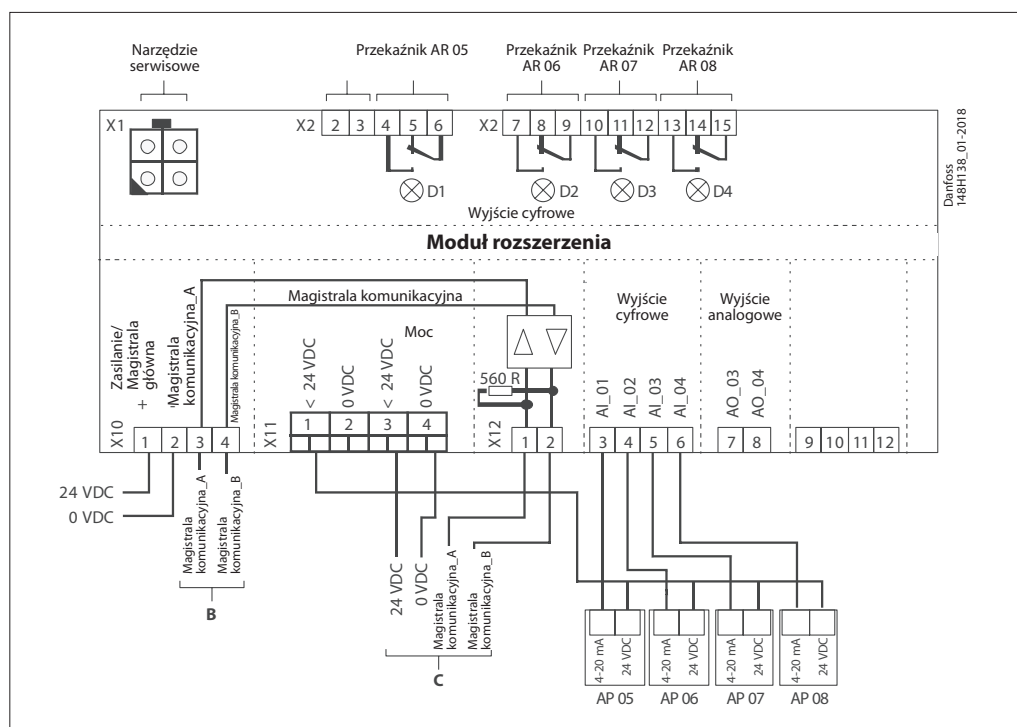 Narzędzie
serwisowe
Przekaźnik AR 05
Przekaźnik
AR 06
Przekaźnik
AR 07
Przekaźnik
AR 08
X1
X2
2 3 4 5 6
X2
7 8 9 10 11 12 13 14 15
D1
D2
D3
D4
Wyjście cyfrowe
Danfoss
148H138_01-2018
Moduł rozszerzenia
Zasilanie/
Magistrala
główna
+
'Magistrala
komunikacyjna_A
Magistrala komunikacyjna_B
Magistrala komunikacyjna
Moc
< 24 VDC
0 VDC
< 24 VDC
0 VDC
560 R
Wyjście
cyfrowe
AI_01
AI_02
AI_03
AI_04
Wyjście
analogowe
AO_03
AO_04
X10
1 2 3 4
X11
1 2 3 4
X12
1 2
3 4 5 6
7 8
9 10 11 12
24 VDC
0 VDC
Magistrala
komunikacyjna_A
Magistrala
komunikacyjna_B
B
24 VDC
0 VDC
Magistrala
komunikacyjna_A
Magistrala
komunikacyjna_B
C
4-20 mA
24 VDC
4-20 mA
24 VDC
4-20 mA
24 VDC
4-20 mA
24 VDC
AP 05
AP 06
AP 07
AP 08